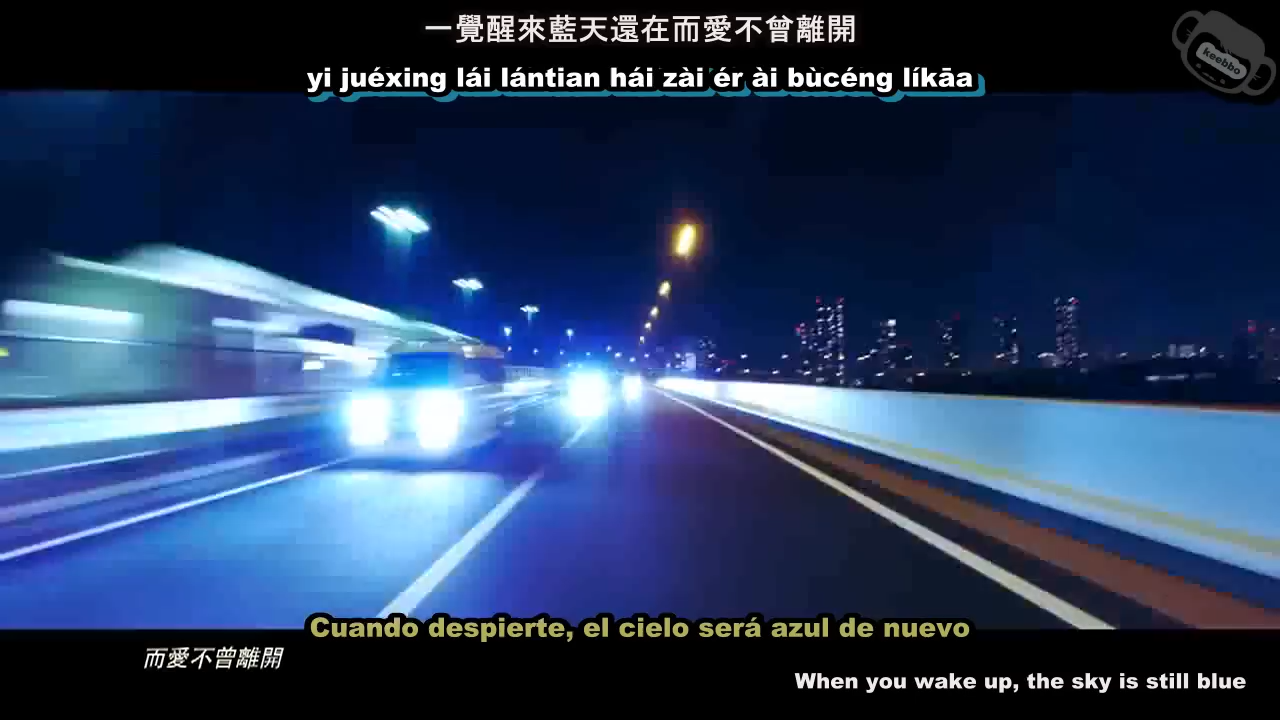 一覺醒來藍天還在而愛不曾離開
keebbo
yi juéxing lái lántian hái zài ér ài bùcéng líkāa
Cuando despierte, el cielo será azul de nuevo
而愛不曾離開
When you wake up, the sky is still blue